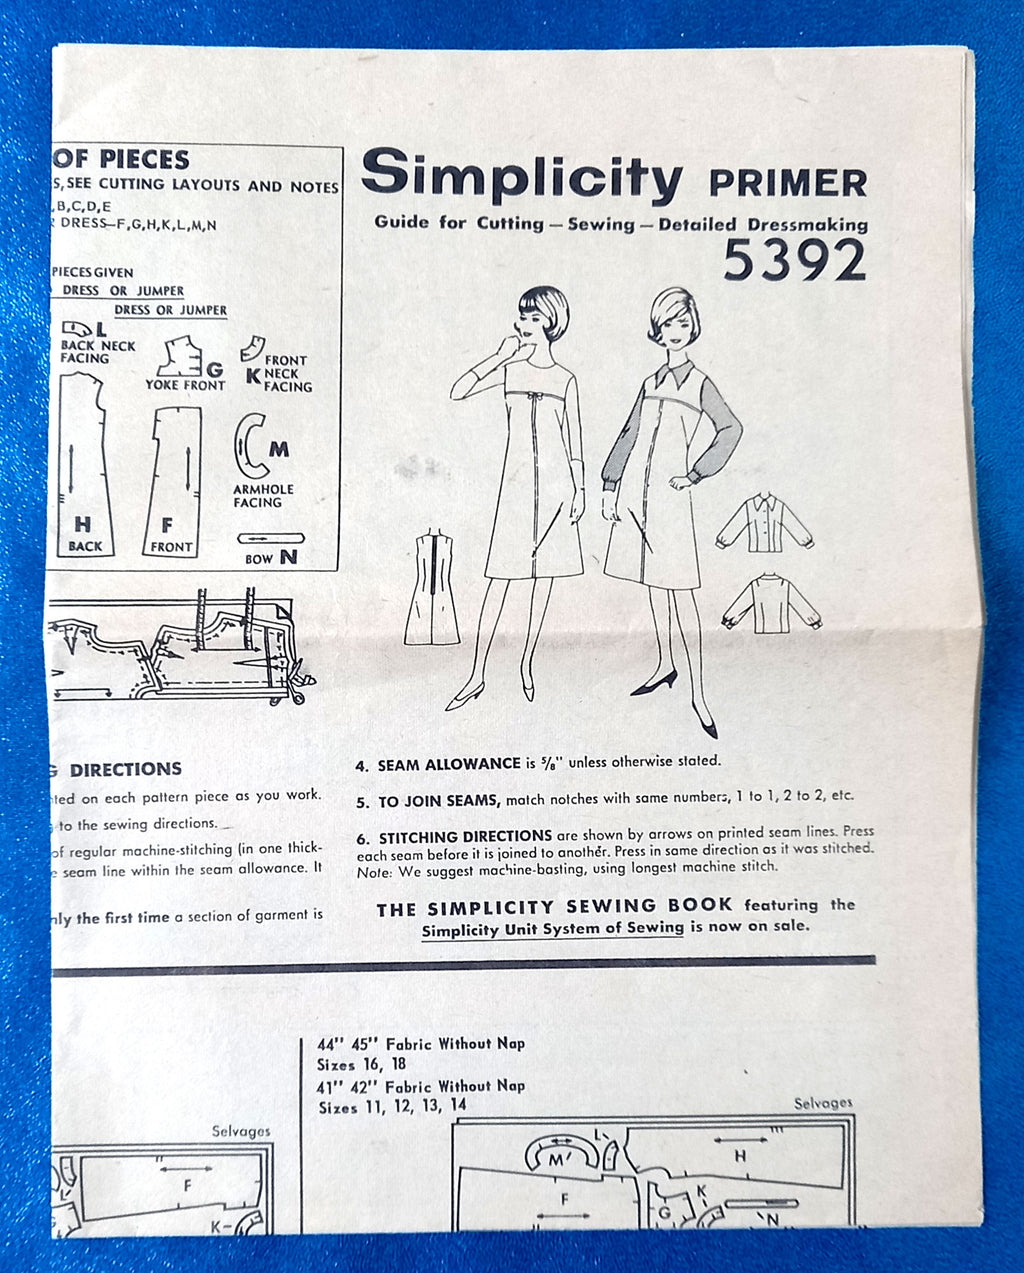 OF PIECES
S, SEE CUTTING LAYOUTS AND NOTES
,B,C,D,E
DRESS—F,G,H,K,L,M,N
PIECES GIVEN
DRESS OR JUMPER
DRESS OR JUMPER
L
BACK NECK
FACING
G
YOKE FRONT
K
FRONT
NECK
FACING
H
BACK
F
FRONT
M
ARMHOLE
FACING
BOW N
Simplicity PRIMER
Guide for Cutting — Sewing — Detailed Dressmaking
5392
DIRECTIONS
ted on each pattern piece as you work.
to the sewing directions.
of regular machine-stitching (in one thick-
seam line within the seam allowance. It
nly the first time a section of garment is
4. SEAM ALLOWANCE is 5/8" unless otherwise stated.
5. TO JOIN SEAMS, match notches with same numbers, 1 to 1, 2 to 2, etc.
6. STITCHING DIRECTIONS are shown by arrows on printed seam lines. Press
each seam before it is joined to another. Press in same direction as it was stitched.
Note: We suggest machine-basting, using longest machine stitch.
THE SIMPLICITY SEWING BOOK featuring the
Simplicity Unit System of Sewing is now on sale.
Selvages
L
F
G
K
44" 45" Fabric Without Nap
Sizes 16, 18
41" 42" Fabric Without Nap
Sizes 11, 12, 13, 14
Selvages
M
L
H
F
G
K
N